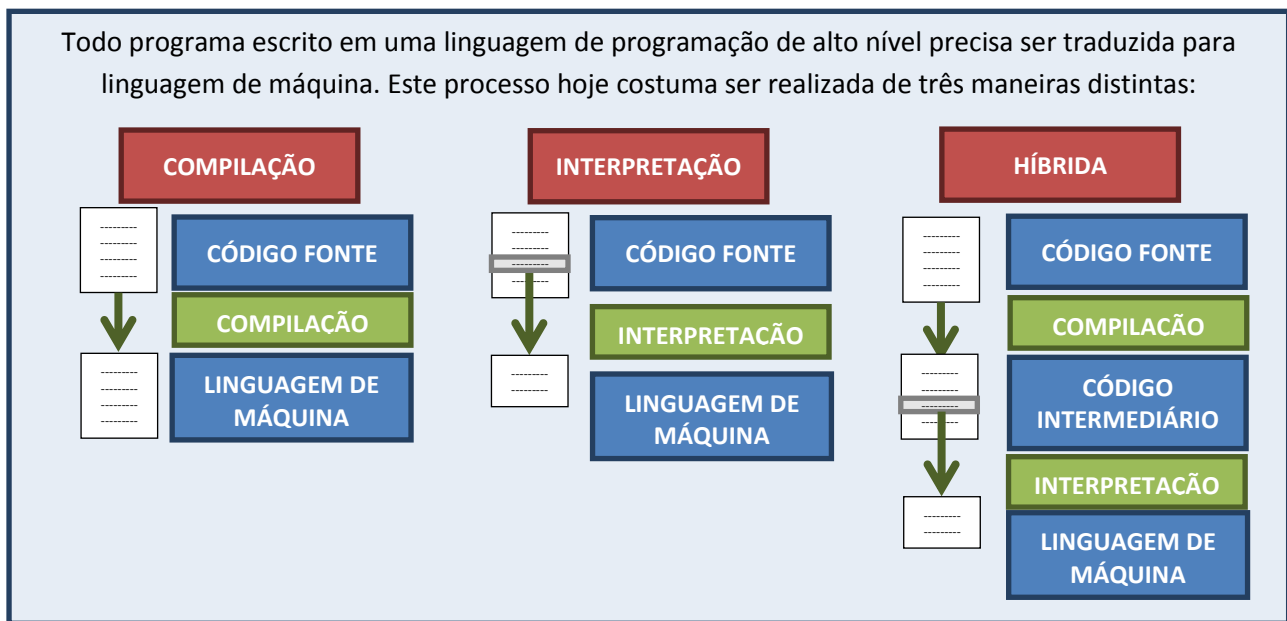 Todo programa escrito em uma linguagem de programação de alto nível precisa ser traduzida para
linguagem de máquina. Este processo hoje costuma ser realizada de três maneiras distintas:
COMPILAÇÃO
---------
---------
---------
---------
CÓDIGO FONTE
COMPILAÇÃO
---------
---------
---------
---------
LINGUAGEM DE
MÁQUINA
INTERPRETAÇÃO
---------
---------
---------
---------
CÓDIGO FONTE
INTERPRETAÇÃO
---------
---------
LINGUAGEM DE
MÁQUINA
HÍBRIDA
---------
---------
---------
---------
CÓDIGO FONTE
COMPILAÇÃO
---------
---------
---------
---------
CÓDIGO
INTERMEDIÁRIO
INTERPRETAÇÃO
---------
---------
LINGUAGEM DE
MÁQUINA